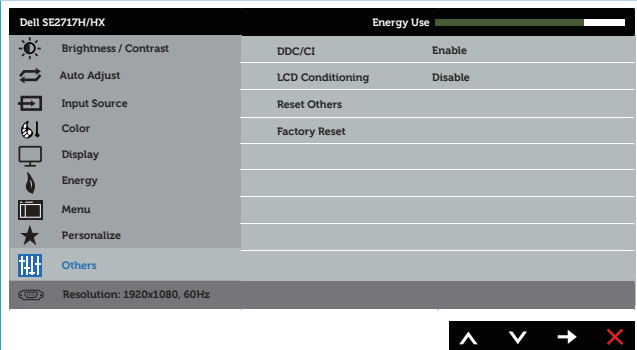 Dell SE2717H/HX Energy Use
Brightness / Contrast DDC/CI Enable
Auto Adjust LCD Conditioning Disable
Input Source Reset Others
Color Factory Reset
Display
Energy
Menu
Personalize
Others
Resolution: 1920x1080, 60Hz